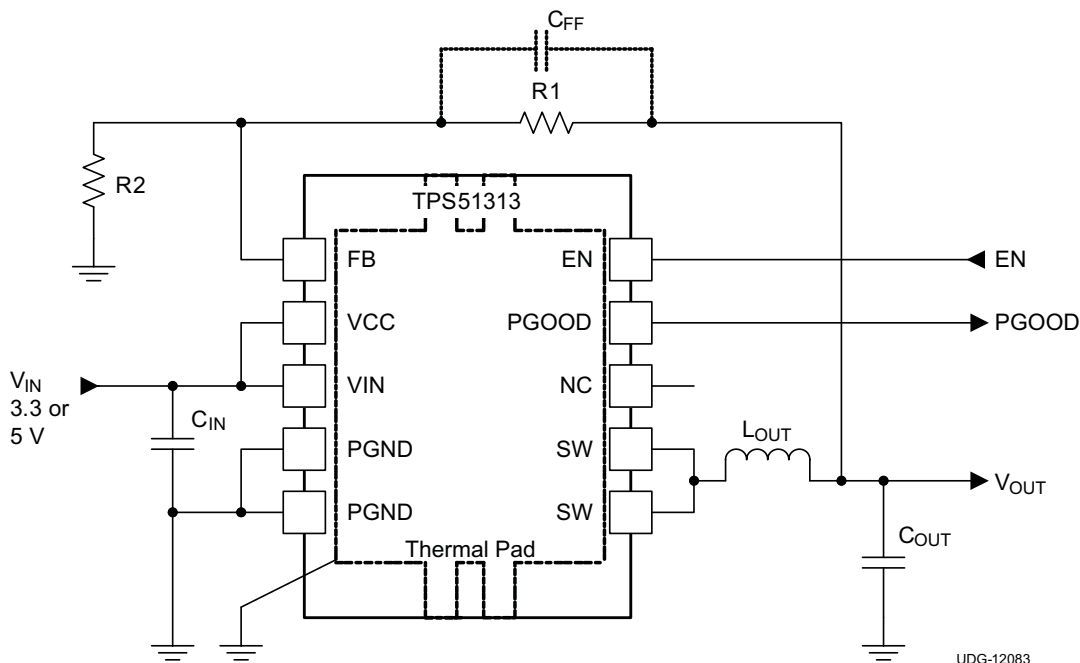 CFF
R1
R2
TPS51313
FB
EN
EN
VCC
PGOOD
PGOOD
VIN
3.3 or
5 V
VIN
NC
CIN
LOUT
PGND
SW
VOUT
PGND
SW
COUT
Thermal Pad
UDG-12083